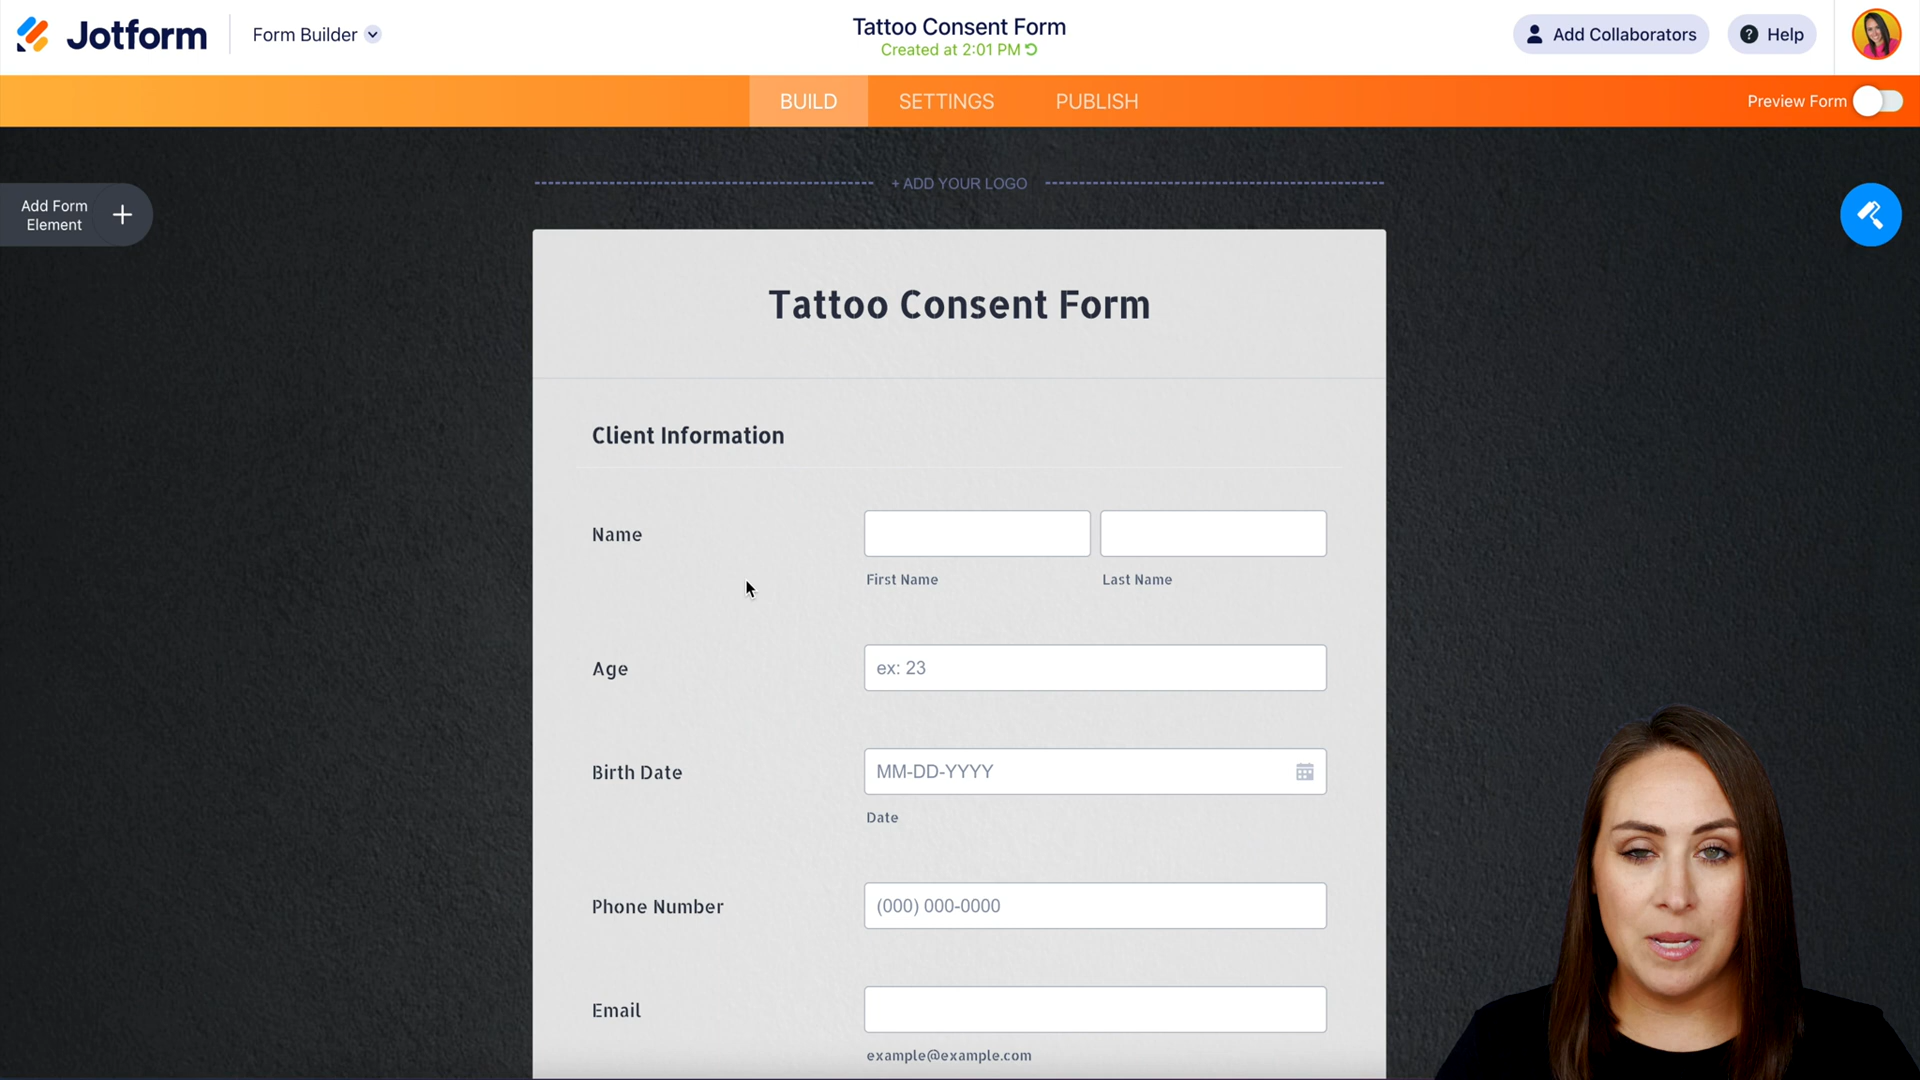 Jotform
Form Builder
Tattoo Consent Form
Created at 2:01 PM
Add Collaborators
? Help
BUILD
SETTINGS
PUBLISH
Preview Form
+ ADD YOUR LOGO
Add Form
Element
+
Tattoo Consent Form
Client Information
Name
First Name
Last Name
Age
ex: 23
Birth Date
MM-DD-YYYY
Date
Phone Number
(000) 000-0000
Email
example@example.com